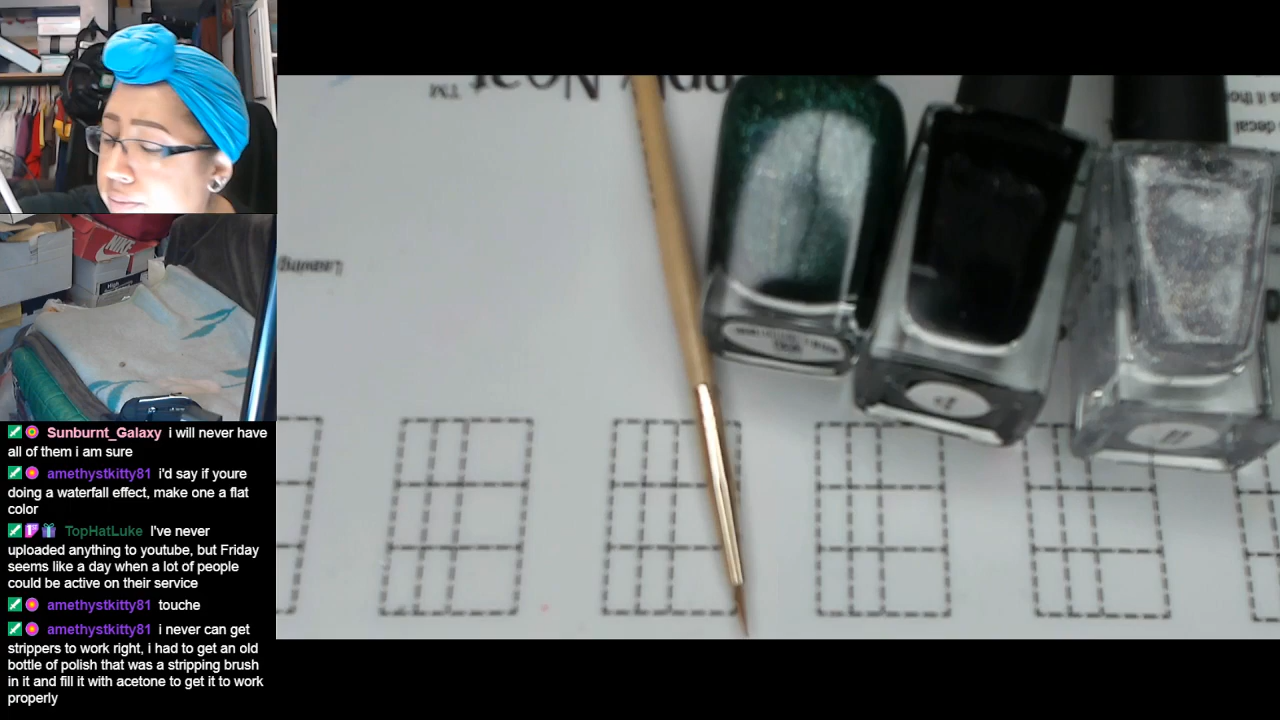 NIKE
Sunburnt_Galaxy i will never have
all of them i am sure
amethystkitty81 i'd say if youre
doing a waterfall effect, make one a flat
color
TopHatLuke I've never
uploaded anything to youtube, but Friday
seems like a day when a lot of people
could be active on their service
amethystkitty81 touche
amethystkitty81 i never can get
strippers to work right, i had to get an old
bottle of polish that was a stripping brush
in it and fill it with acetone to get it to work
properly
TM
decal